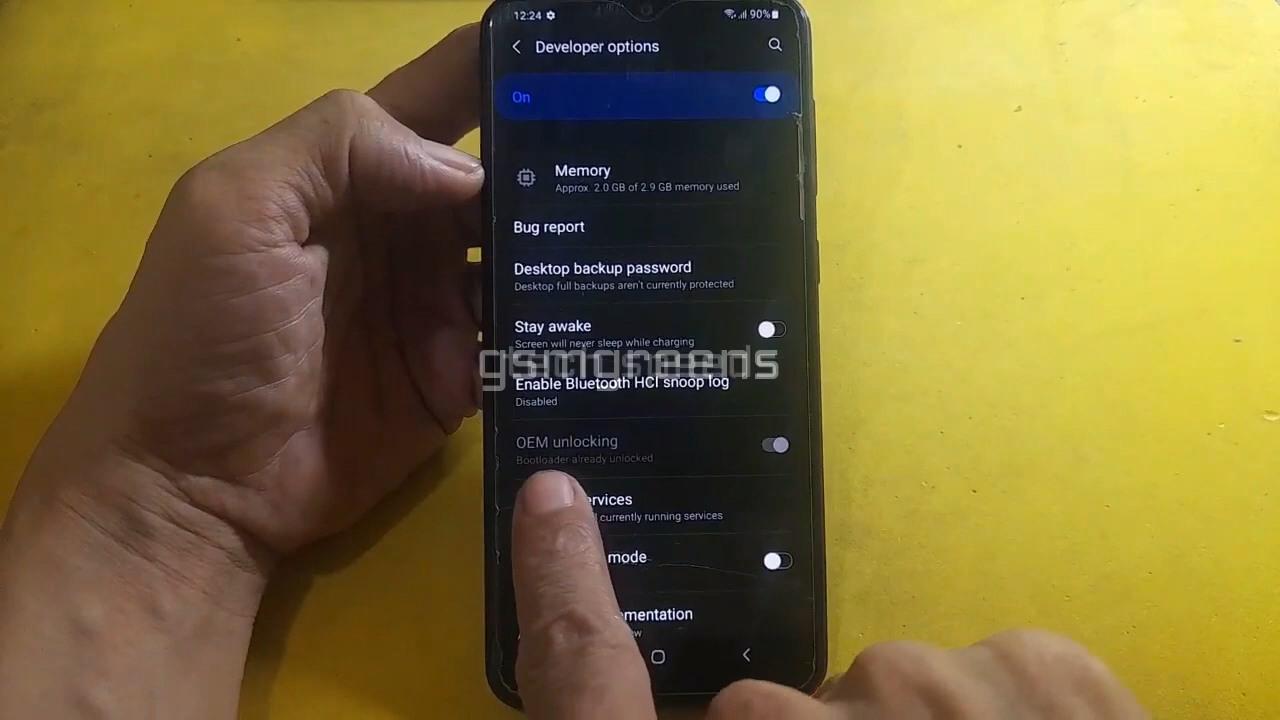 12:24 90%
Developer options
On
Memory
Approx. 2.0 GB of 2.9 GB memory used
Bug report
Desktop backup password
Desktop full backups aren't currently protected
Stay awake
Screen will never sleep while charging
gsmgreends
Enable Bluetooth HCI snoop log
Disabled
OEM unlocking
Bootloader already unlocked
ervices
currently running services
mode
mentation